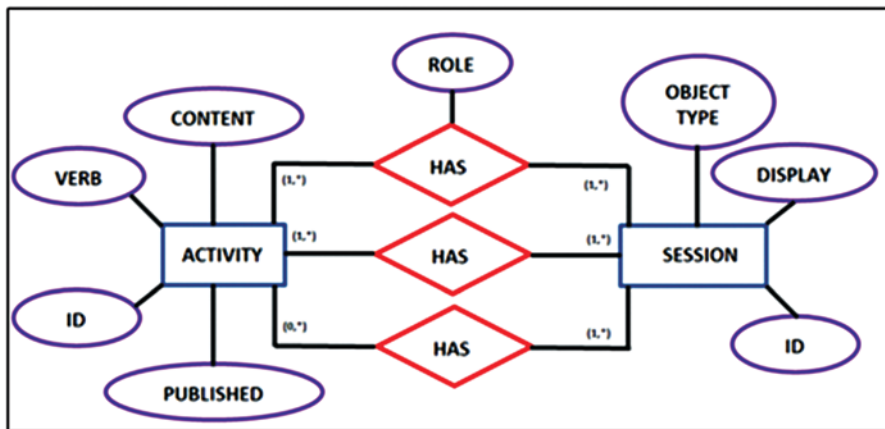 ROLE
OBJECT
TYPE
CONTENT
VERB
HAS
DISPLAY
(1,*)
(1,*)
(1,*)
(1,*)
ACTIVITY
HAS
SESSION
ID
(0,*)
(1,*)
HAS
ID
PUBLISHED